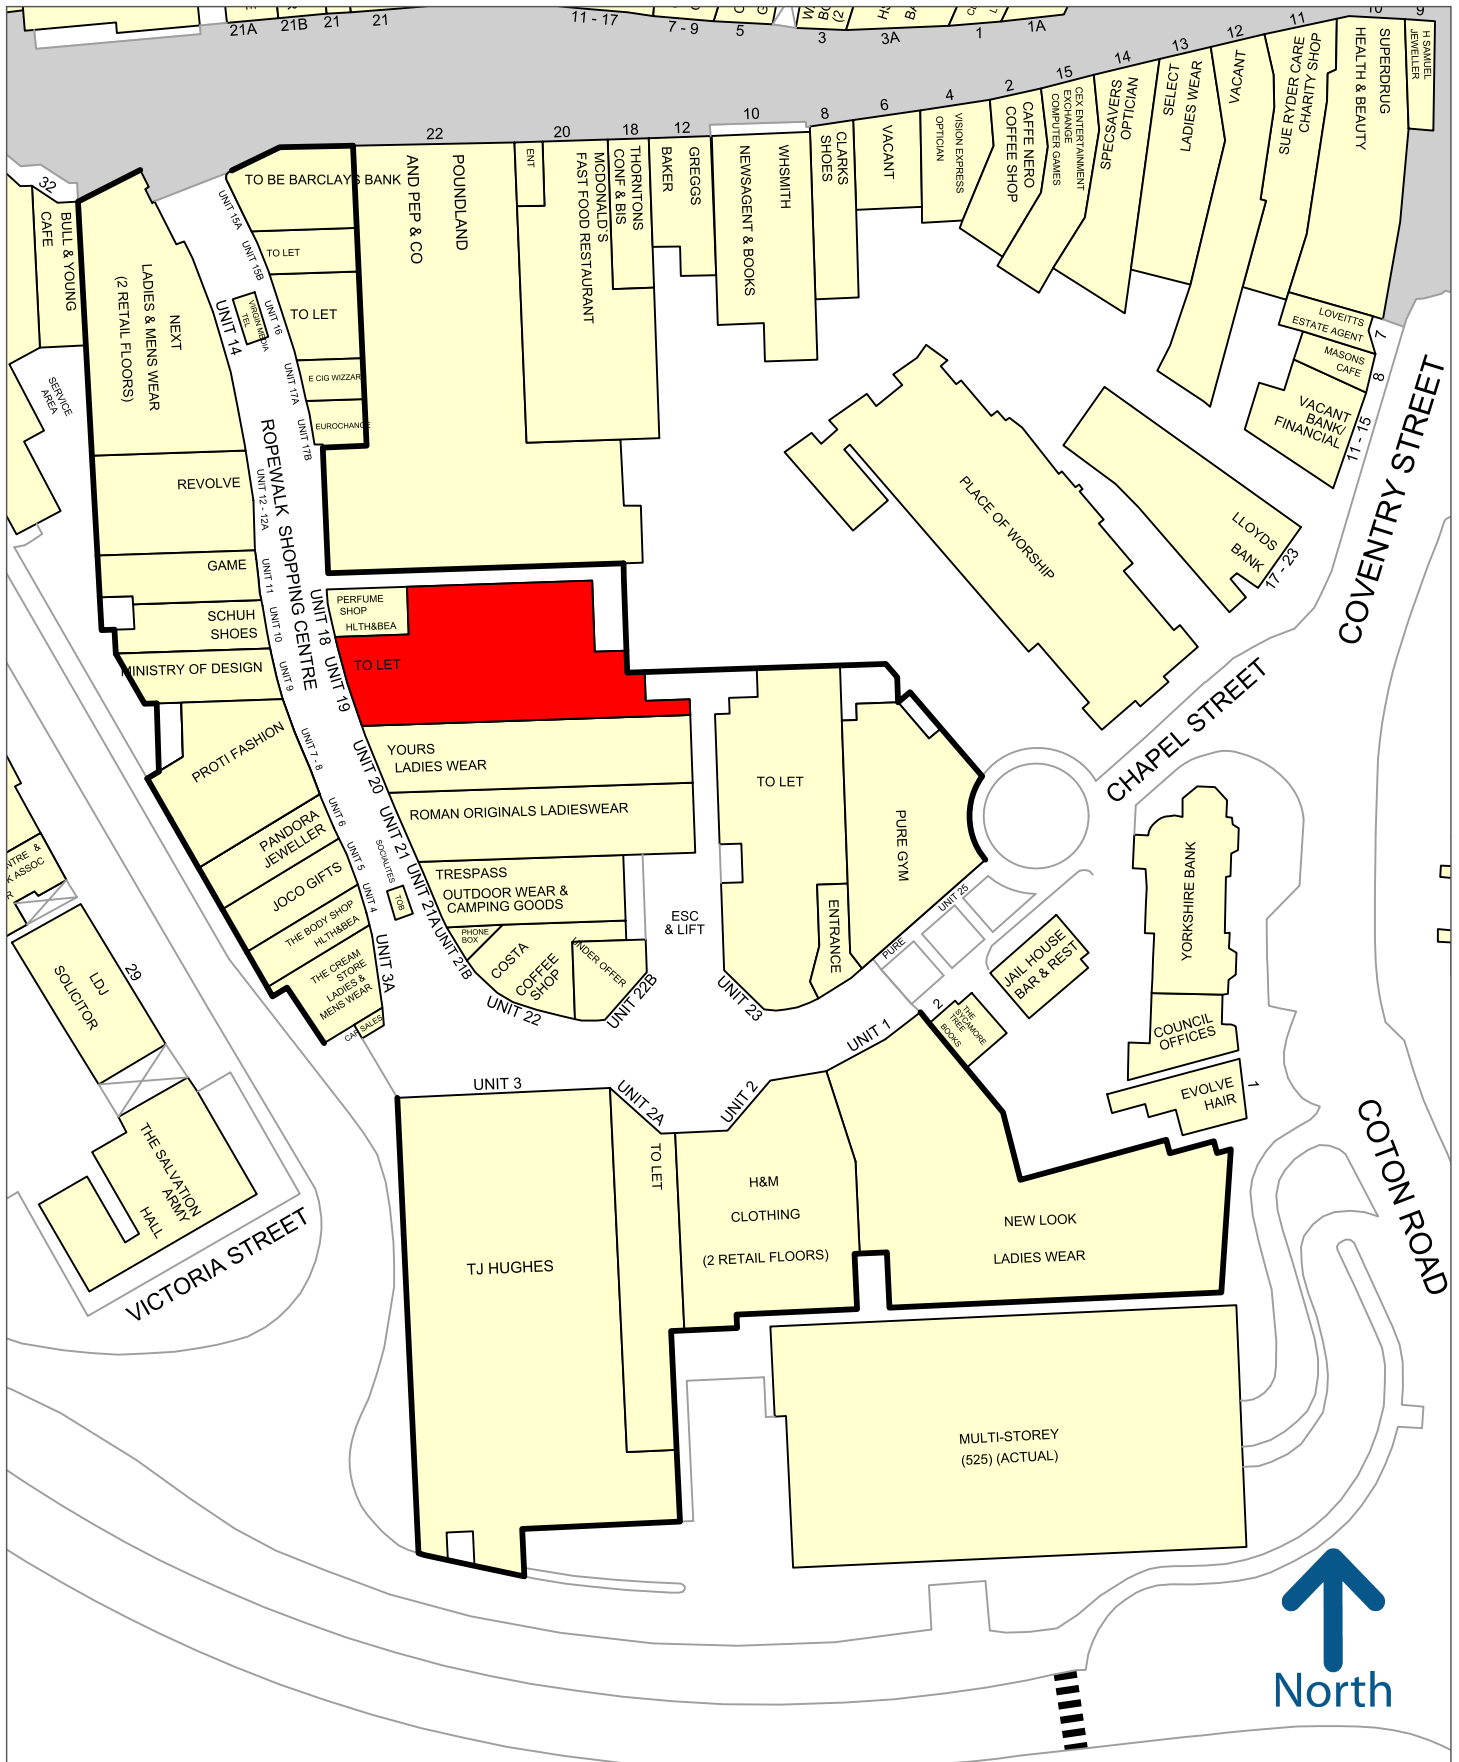 21A
21B
21
21
11 - 17
7 - 9
5
3
3A
1
1A
15
14
13
12
11
10
9
H SAMUEL
JEWELLER
SUPERDRUG
HEALTH & BEAUTY
SUE RYDER CARE
CHARITY SHOP
VACANT
SELECT
LADIES WEAR
SPECSAVERS
OPTICIAN
CEX ENTERTAINMENT
EXCHANGE
COMPUTER GAMES
2
CAFFE NERO
COFFEE SHOP
4
VISION EXPRESS
OPTICIAN
6
VACANT
8
CLARKS
SHOES
10
WHSMITH
NEWSAGENT & BOOKS
12
GREGGS
BAKER
18
THORNTONS
CONF & BIS
20
MCDONALD'S
FAST FOOD RESTAURANT
ENT
22
POUNDLAND
AND PEP & CO
32
BULL & YOUNG
CAFE
SERVICE
AREA
NEXT
LADIES & MENS WEAR
(2 RETAIL FLOORS)
UNIT 14
VIRGIN MEDIA
TEL
TO BE BARCLAYS BANK
UNIT 15A
TO LET
UNIT 15B
TO LET
UNIT 16
E CIG WIZZARD
UNIT 17A
EUROCHANGE
UNIT 17B
ROPEWALK SHOPPING CENTRE
REVOLVE
UNIT 12 - 12A
GAME
UNIT 11
SCHUH
SHOES
UNIT 10
MINISTRY OF DESIGN
UNIT 9
PROTI FASHION
UNIT 7 - 8
PANDORA
JEWELLER
UNIT 6
JOCO GIFTS
UNIT 5
THE BODY SHOP
HLTH&BEA
UNIT 4
THE CREAM
STORE
LADIES &
MENS WEAR
UNIT 3A
CAR SALES
SOCIALITES
TOB
PERFUME
SHOP
HLTH&BEA
UNIT 18
TO LET
UNIT 19
YOURS
LADIES WEAR
UNIT 20
ROMAN ORIGINALS LADIESWEAR
UNIT 21
TRESPASS
OUTDOOR WEAR &
CAMPING GOODS
UNIT 21A
PHONE
BOX
UNIT 21B
COSTA
COFFEE
SHOP
UNIT 22
UNDER OFFER
UNIT 22B
ESC
& LIFT
TO LET
UNIT 23
ENTRANCE
PURE GYM
PURE
UNIT 25
LOVEITTS
ESTATE AGENT
7
MASONS
CAFE
8
VACANT
BANK/
FINANCIAL
11 - 15
LLOYDS
BANK
17 - 23
PLACE OF WORSHIP
COVENTRY STREET
CHAPEL STREET
YORKSHIRE BANK
JAIL HOUSE
BAR & REST
2
THE
SYCAMORE
TREE
BOOKS
COUNCIL
OFFICES
EVOLVE
HAIR
1
COTON ROAD
UNIT 1
UNIT 2
UNIT 2A
UNIT 3
TJ HUGHES
TO LET
H&M
CLOTHING
(2 RETAIL FLOORS)
NEW LOOK
LADIES WEAR
MULTI-STOREY
(525) (ACTUAL)
NTRE &
K ASSOC
R
LDJ
SOLICITOR
29
THE SALVATION
ARMY
HALL
VICTORIA STREET
North